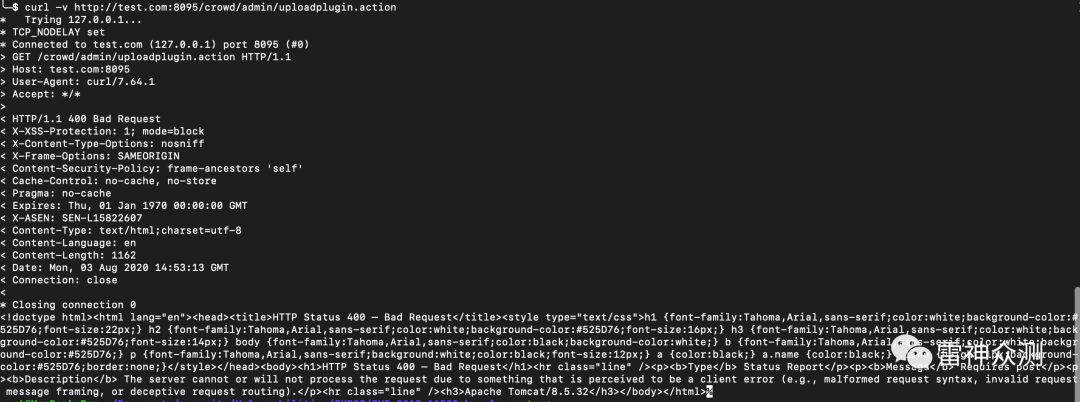 └─$ curl -v http://test.com:8095/crowd/admin/uploadplugin.action
*   Trying 127.0.0.1...
* TCP_NODELAY set
* Connected to test.com (127.0.0.1) port 8095 (#0)
> GET /crowd/admin/uploadplugin.action HTTP/1.1
> Host: test.com:8095
> User-Agent: curl/7.64.1
> Accept: */*
>
< HTTP/1.1 400 Bad Request
< X-XSS-Protection: 1; mode=block
< X-Content-Type-Options: nosniff
< X-Frame-Options: SAMEORIGIN
< Content-Security-Policy: frame-ancestors 'self'
< Cache-Control: no-cache, no-store
< Pragma: no-cache
< Expires: Thu, 01 Jan 1970 00:00:00 GMT
< X-ASEN: SEN-L15822607
< Content-Type: text/html;charset=utf-8
< Content-Language: en
< Content-Length: 1162
< Date: Mon, 03 Aug 2020 14:53:13 GMT
< Connection: close
<
* Closing connection 0
<!doctype html><html lang="en"><head><title>HTTP Status 400 – Bad Request</title><style type="text/css">h1 {font-family:Tahoma,Arial,sans-serif;color:white;background-color:#
525D76;font-size:22px;} h2 {font-family:Tahoma,Arial,sans-serif;color:white;background-color:#525D76;font-size:16px;} h3 {font-family:Tahoma,Arial,sans-serif;color:white;backg
round-color:#525D76;font-size:14px;} body {font-family:Tahoma,Arial,sans-serif;color:black;background-color:white;} b {font-family:Tahoma,Arial,sans-serif;color:white;backgr
ound-color:#525D76;} p {font-family:Tahoma,Arial,sans-serif;background:white;color:black;font-size:12px;} a {color:black;} a.name {color:black;} .line {height:1px;background-
color:#525D76;border:none;}</style></head><body><h1>HTTP Status 400 – Bad Request</h1><hr class="line" /><p><b>Type</b> Status Report</p><p><b>Message</b> Requires post</p><p
><b>Description</b> The server cannot or will not process the request due to something that is perceived to be a client error (e.g., malformed request syntax, invalid request
message framing, or deceptive request routing).</p><hr class="line" /><h3>Apache Tomcat/8.5.32</h3></body></html>%
雷神众测
雷神众测